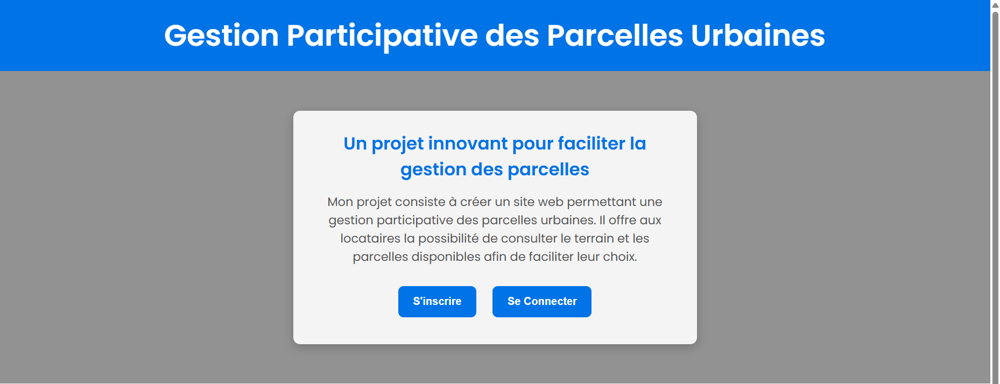 Gestion Participative des Parcelles Urbaines
Un projet innovant pour faciliter la
gestion des parcelles
Mon projet consiste à créer un site web permettant une
gestion participative des parcelles urbaines. Il offre aux
locataires la possibilité de consulter le terrain et les
parcelles disponibles afin de faciliter leur choix.
S'inscrire
Se Connecter